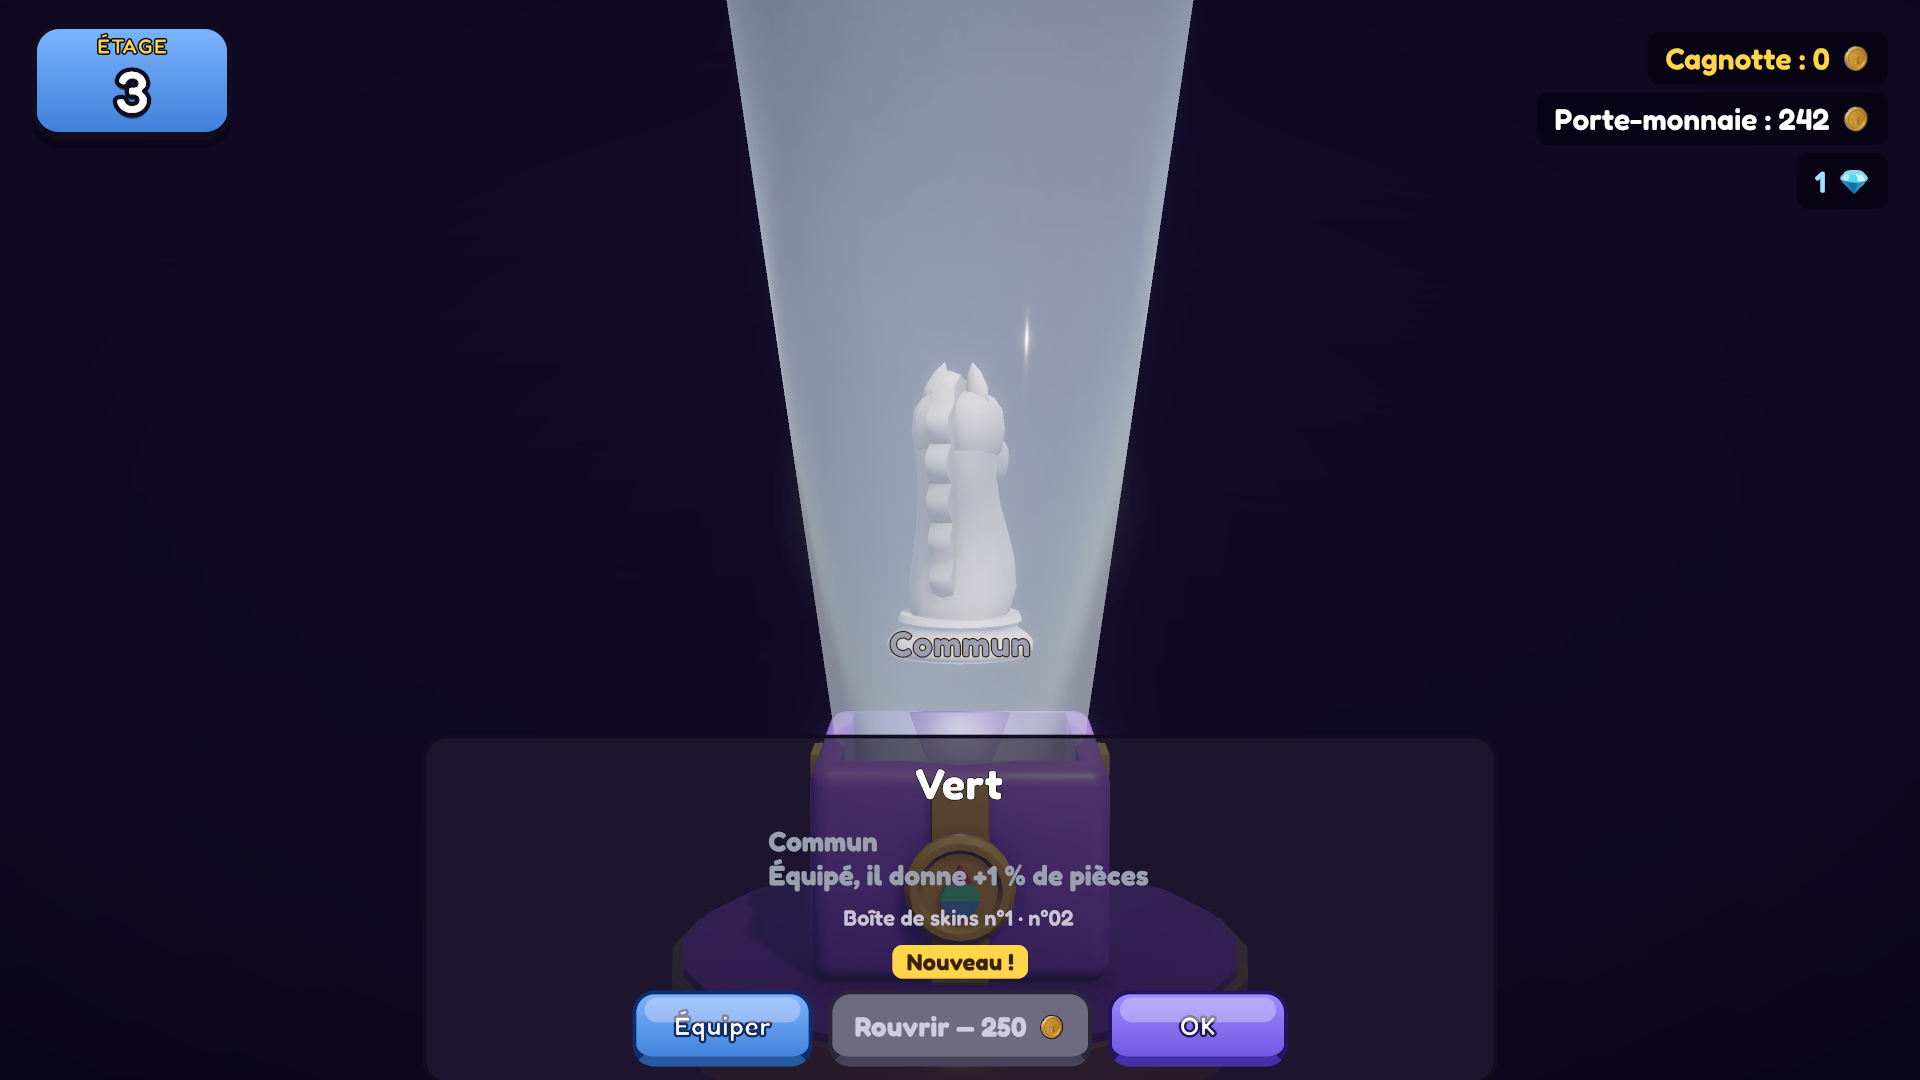 ÉTAGE
3
Cagnotte : 0
Porte-monnaie : 242
1
Commun
Vert
Commun
Équipé, il donne +1 % de pièces
Boîte de skins n°1 · n°02
Nouveau !
Équiper
Rouvrir — 250
OK